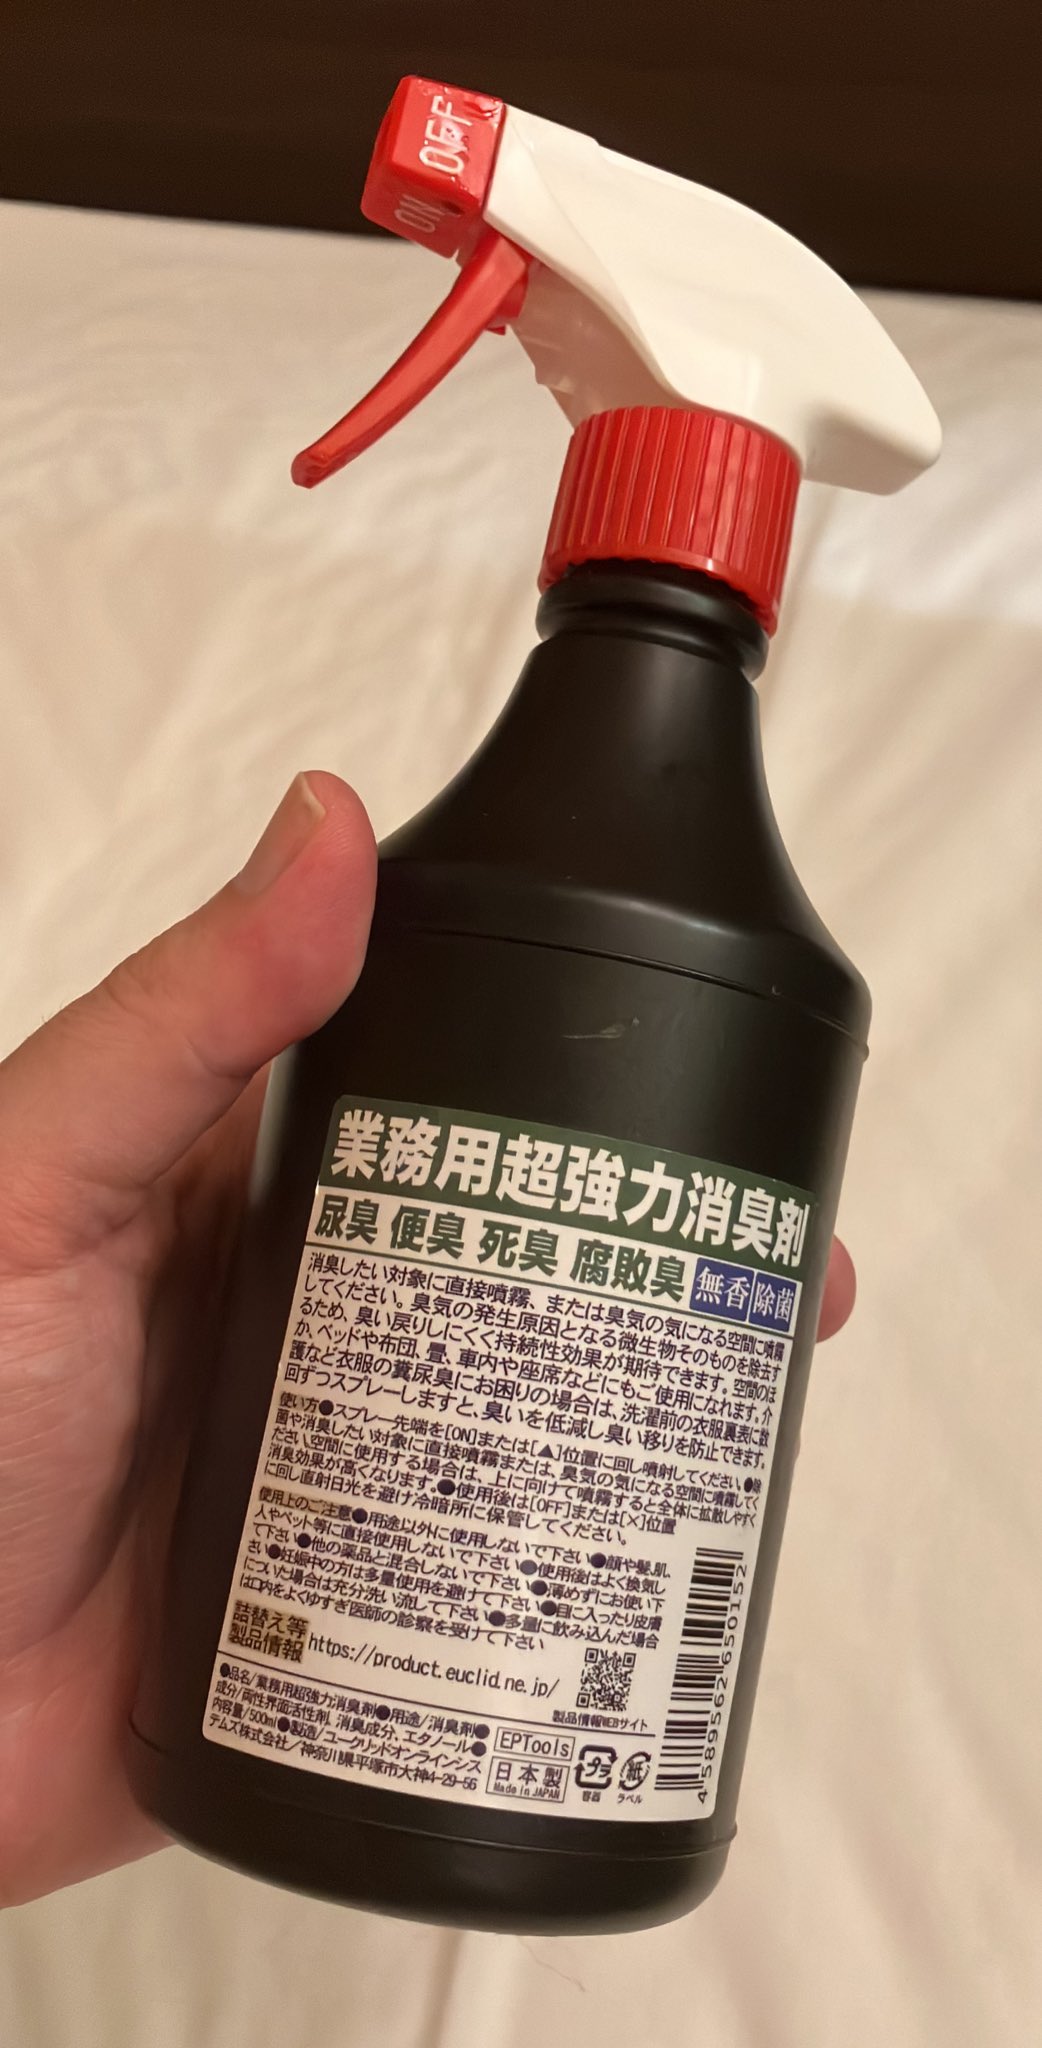 OFF
ON
業務用超強力消臭剤
尿臭 便臭 死臭 腐敗臭 無香 除菌
消臭したい対象に直接噴霧、または臭気の気になる空間に噴霧
してください。臭気の発生原因となる微生物そのものを除去す
るため、臭い戻りしにくく持続性効果が期待できます。空間のほ
か、ベッドや布団、畳、車内や座席などにもご使用になれます。介
護など衣服の糞尿臭にお困りの場合は、洗濯前の衣服裏表に数
回ずつスプレーしますと、臭いを低減し臭い移りを防止できます。
使い方●スプレー先端を[ON]または[▲]位置に回し噴射してください。●除
菌や消臭したい対象に直接噴霧または、臭気の気になる空間に噴霧してく
ださい。空間に使用する場合は、上に向けて噴霧すると全体に拡散しやすく
消臭効果が高くなります。●使用後は[OFF]または[×]位置
に回し直射日光を避け冷暗所に保管してください。
使用上のご注意●用途以外に使用しないで下さい●顔や髪、肌、
人やペット等に直接使用しないで下さい●使用後はよく換気し
て下さい●他の薬品と混合しないで下さい●薄めずにお使い下
さい●妊娠中の方は多量使用を避けて下さい●目に入ったり皮膚
についた場合は充分洗い流して下さい●多量に飲み込んだ場合
は口内をよくゆすぎ医師の診察を受けて下さい
詰替え等
製品情報 https://product.euclid.ne.jp/
製品情報WEBサイト
●品名/業務用超強力消臭剤●用途/消臭剤●
成分/両性界面活性剤、消臭成分、エタノール●
内容量/500ml●製造/ユークリッドオンラインシス
テムズ株式会社/神奈川県平塚市大神4-29-56
EPTools
日本製
Made in JAPAN
プラ
容器
紙
ラベル
4 589562 650152